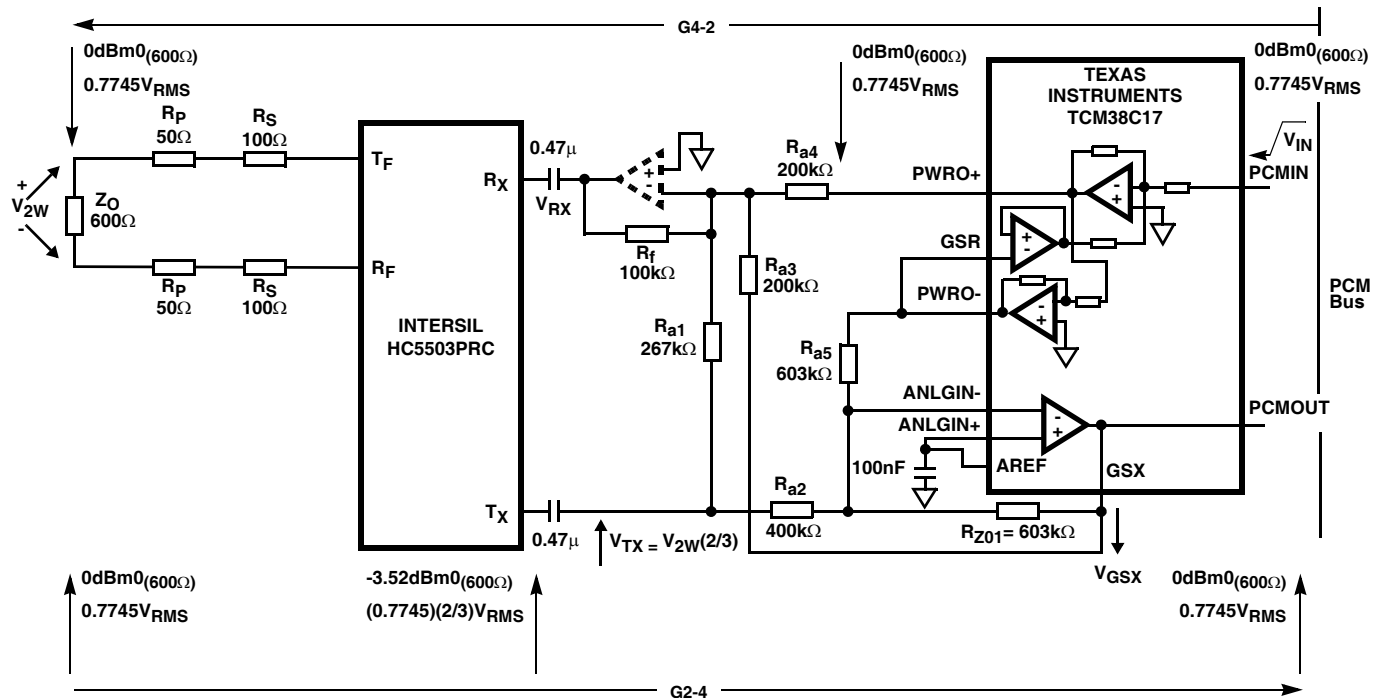 G4-2
0dBm0(600Ω)
0.7745VRMS
0dBm0(600Ω)
0.7745VRMS
0dBm0(600Ω)
0.7745VRMS
TEXAS
INSTRUMENTS
TCM38C17
RP
50Ω
RS
100Ω
TF
RX
0.47μ
VRX
+
-
Ra4
200kΩ
PWRO+
-
+
VIN
PCMIN
+
V2W
-
ZO
600Ω
Rf
100kΩ
GSR
+
-
RF
RP
50Ω
RS
100Ω
Ra3
200kΩ
PWRO-
-
+
PCM
Bus
INTERSIL
HC5503PRC
Ra1
267kΩ
Ra5
603kΩ
ANLGIN-
ANLGIN+
-
+
PCMOUT
100nF
AREF
GSX
TX
0.47μ
VTX = V2W(2/3)
Ra2
400kΩ
RZ01= 603kΩ
VGSX
0dBm0(600Ω)
0.7745VRMS
-3.52dBm0(600Ω)
(0.7745)(2/3)VRMS
0dBm0(600Ω)
0.7745VRMS
G2-4